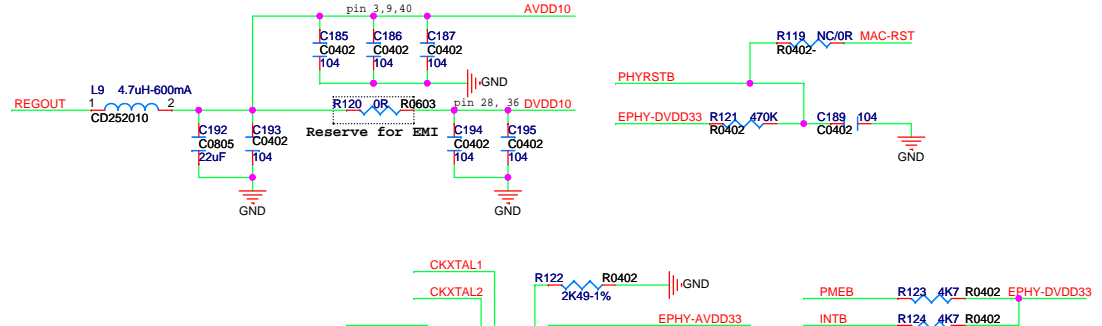 pin 3,9,40
AVDD10
C185
C0402
104
C186
C0402
104
C187
C0402
104
GND
REGOUT
L9 4.7uH-600mA
1 2
CD252010
R120 0R R0603
Reserve for EMI
pin 28, 36
DVDD10
C192
C0805
22uF
C193
C0402
104
C194
C0402
104
C195
C0402
104
GND
GND
R119 NC/0R MAC-RST
R0402-
PHYRSTB
EPHY-DVDD33
R121 470K
R0402
C189 104
C0402
GND
CKXTAL1
CKXTAL2
R122 R0402
2K49-1%
GND
EPHY-AVDD33
PMEB
R123 4K7 R0402
EPHY-DVDD33
INTB
R124 4K7 R0402